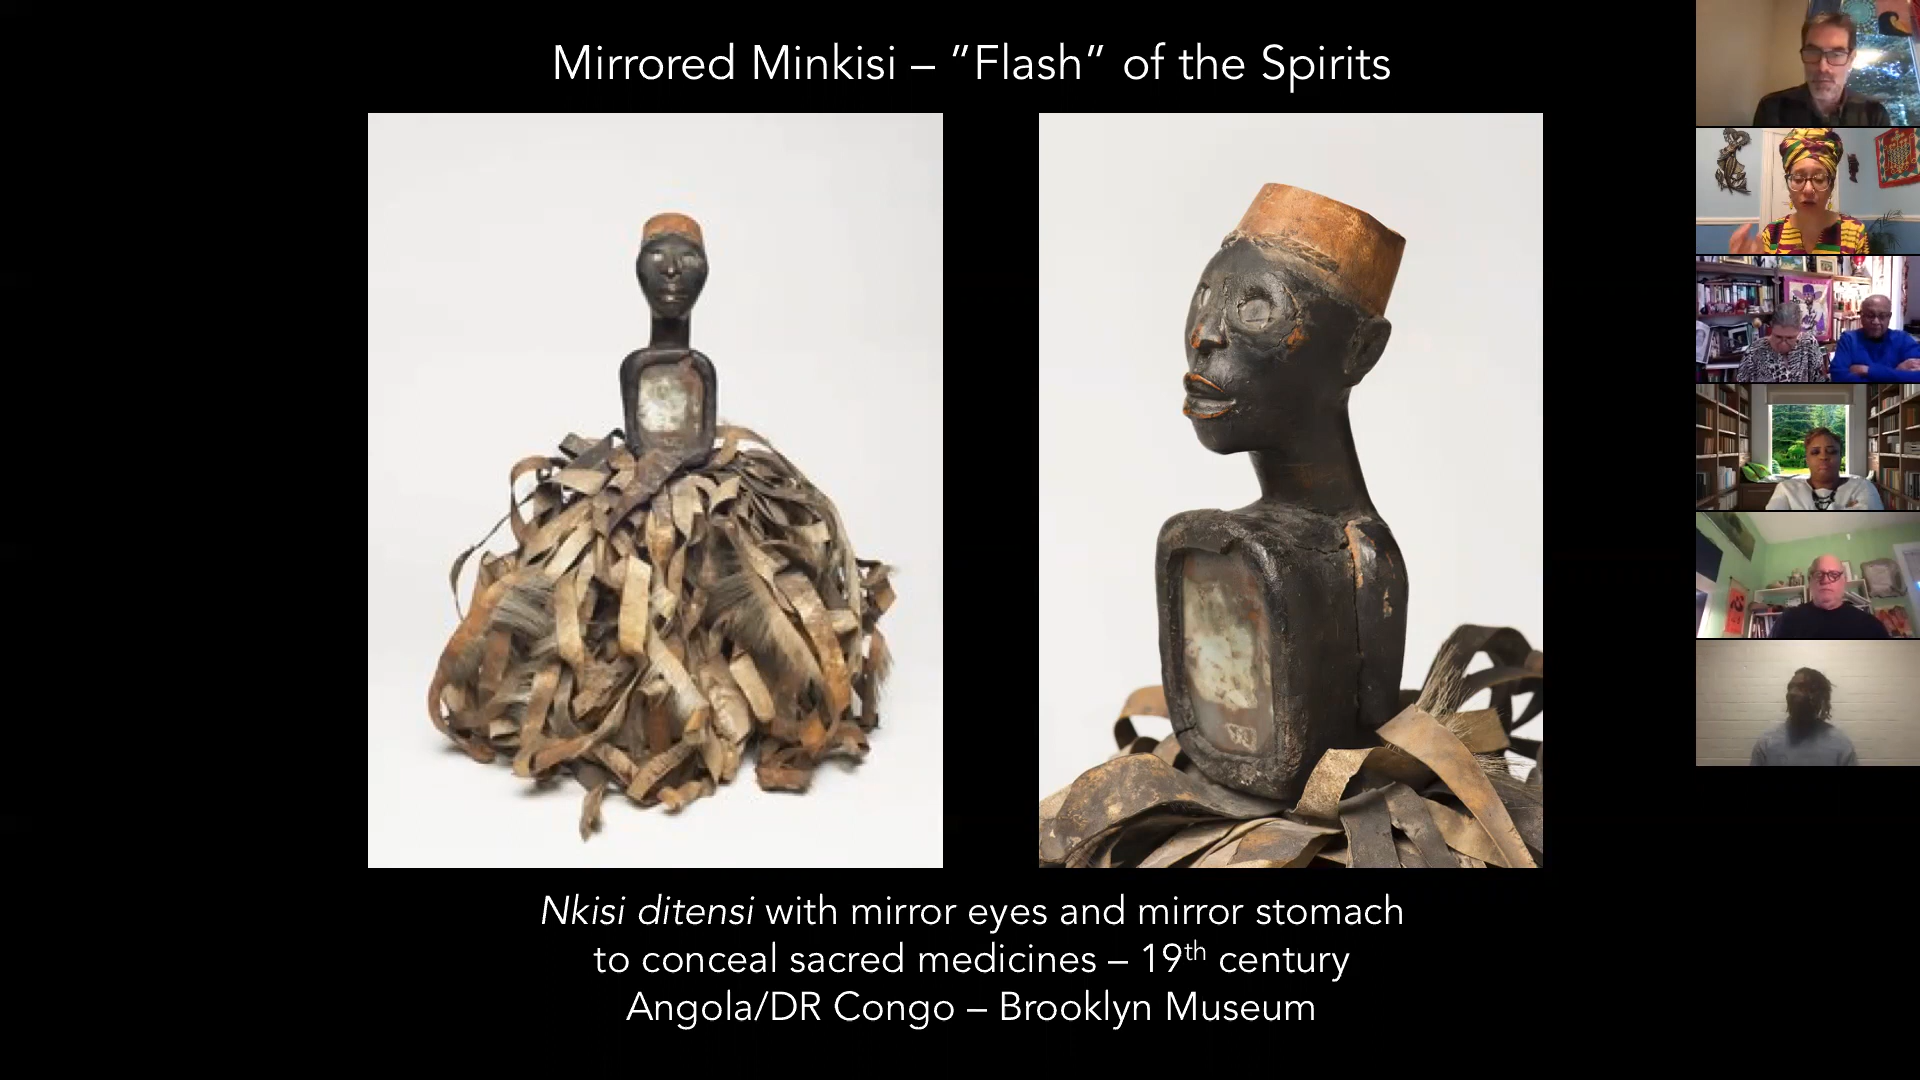 Mirrored Minkisi – “Flash” of the Spirits
Nkisi ditensi with mirror eyes and mirror stomach
to conceal sacred medicines – 19th century
Angola/DR Congo – Brooklyn Museum